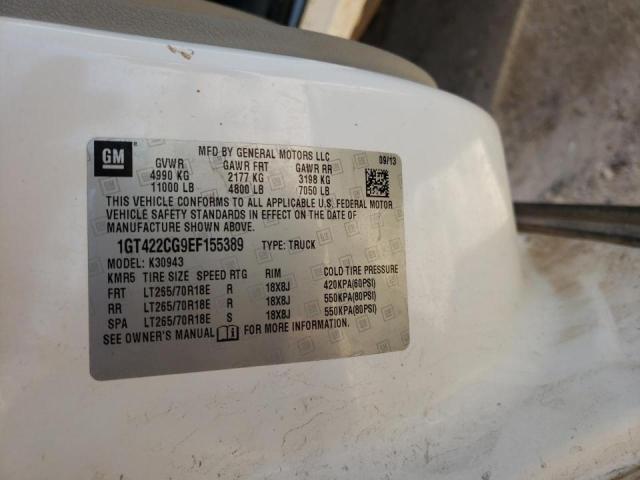 GM
MFD BY GENERAL MOTORS LLC 09/13
GVWR GAWR FRT GAWR RR
4990 KG 2177 KG 3198 KG
11000 LB 4800 LB 7050 LB
THIS VEHICLE CONFORMS TO ALL APPLICABLE U.S. FEDERAL MOTOR
VEHICLE SAFETY STANDARDS IN EFFECT ON THE DATE OF
MANUFACTURE SHOWN ABOVE.
1GT422CG9EF155389 TYPE: TRUCK
MODEL: K30943
KMR5 TIRE SIZE SPEED RTG RIM COLD TIRE PRESSURE
FRT LT265/70R18E R 18X8J 420KPA(60PSI)
RR LT265/70R18E R 18X8J 550KPA(80PSI)
SPA LT265/70R18E S 18X8J 550KPA(80PSI)
SEE OWNER'S MANUAL FOR MORE INFORMATION.